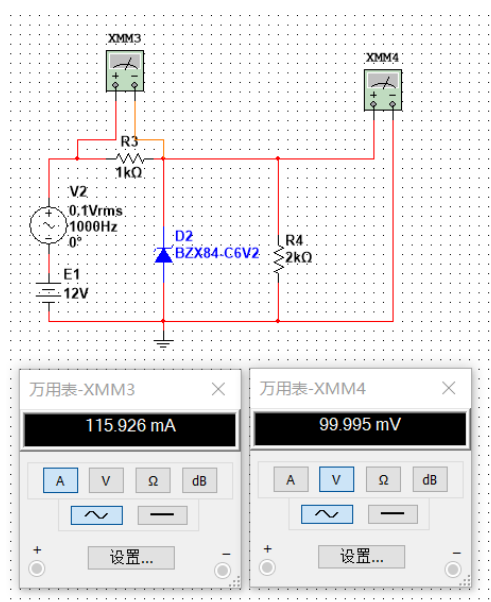 XMM3
XMM4
+ -
+ -
R3
1kΩ
V2
+
0.1Vrms
1000Hz
0°
D2
BZX84-C6V2
R4
2kΩ
E1
12V
万用表-XMM3
115.926 mA
A V Ω dB
+ 设置... -
万用表-XMM4
99.995 mV
A V Ω dB
+ 设置... -